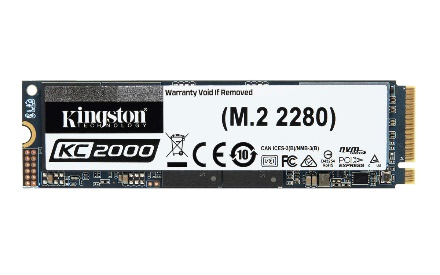 Warranty Void If Removed
Kingston
TECHNOLOGY
KC2000
(M.2 2280)
CAN ICES-3(B)/NMB-3(B)
10
CE
FC
nvm
PCI
EXPRESS